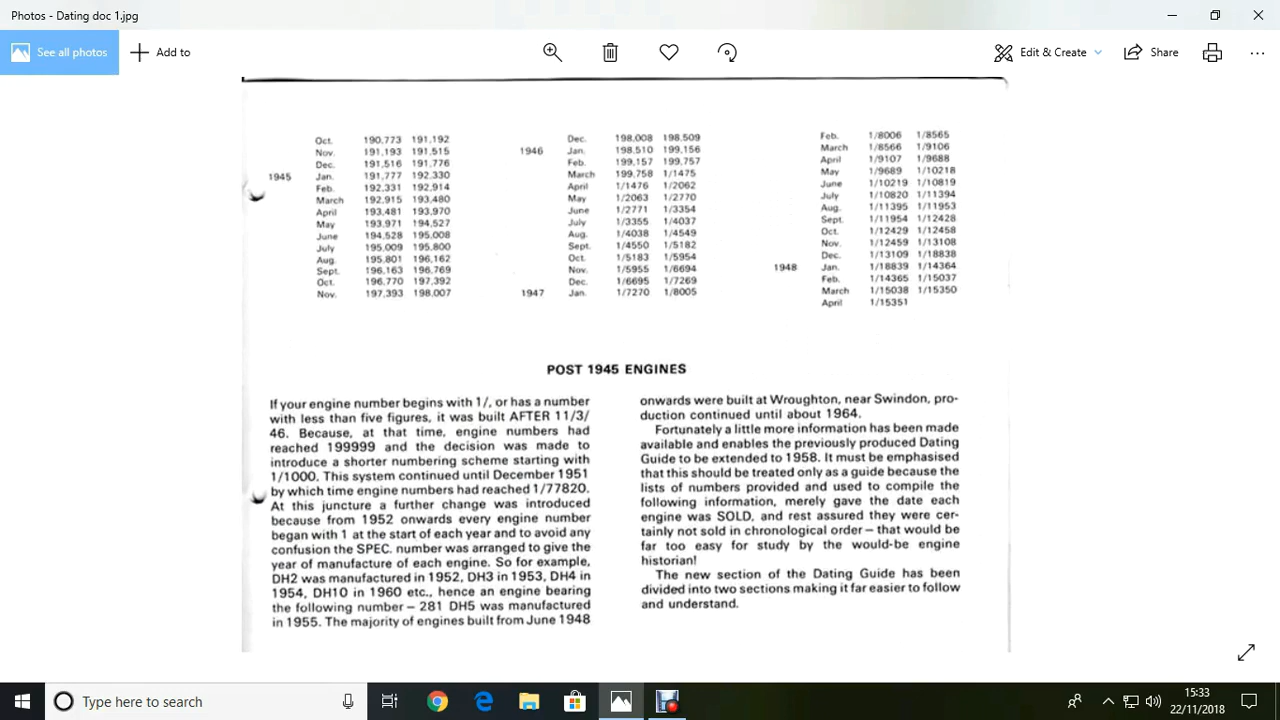 Photos - Dating doc 1.jpg
See all photos
Add to
Edit & Create
Share
Oct. 190,773 191,192
Nov. 191,193 191,515
Dec. 191,516 191,776
1945 Jan. 191,777 192,330
Feb. 192,331 192,914
March 192,915 193,480
April 193,481 193,970
May 193,971 194,527
June 194,528 195,008
July 195,009 195,800
Aug. 195,801 196,162
Sept. 196,163 196,769
Oct. 196,770 197,392
Nov. 197,393 198,007
Dec. 198,008 198,509
1946 Jan. 198,510 199,156
Feb. 199,157 199,757
March 199,758 1/1475
April 1/1476 1/2062
May 1/2063 1/2770
June 1/2771 1/3354
July 1/3355 1/4037
Aug. 1/4038 1/4549
Sept. 1/4550 1/5182
Oct. 1/5183 1/5954
Nov. 1/5955 1/6694
Dec. 1/6695 1/7269
1947 Jan. 1/7270 1/8005
Feb. 1/8006 1/8565
March 1/8566 1/9106
April 1/9107 1/9688
May 1/9689 1/10218
June 1/10219 1/10819
July 1/10820 1/11394
Aug. 1/11395 1/11953
Sept. 1/11954 1/12428
Oct. 1/12429 1/12458
Nov. 1/12459 1/13108
Dec. 1/13109 1/18838
1948 Jan. 1/18839 1/14364
Feb. 1/14365 1/15037
March 1/15038 1/15350
April 1/15351
POST 1945 ENGINES
If your engine number begins with 1/, or has a number
with less than five figures, it was built AFTER 11/3/
46. Because, at that time, engine numbers had
reached 199999 and the decision was made to
introduce a shorter numbering scheme starting with
1/1000. This system continued until December 1951
by which time engine numbers had reached 1/77820.
At this juncture a further change was introduced
because from 1952 onwards every engine number
began with 1 at the start of each year and to avoid any
confusion the SPEC. number was arranged to give the
year of manufacture of each engine. So for example,
DH2 was manufactured in 1952, DH3 in 1953, DH4 in
1954, DH10 in 1960 etc., hence an engine bearing
the following number – 281 DH5 was manufactured
in 1955. The majority of engines built from June 1948
onwards were built at Wroughton, near Swindon, pro-
duction continued until about 1964.
Fortunately a little more information has been made
available and enables the previously produced Dating
Guide to be extended to 1958. It must be emphasised
that this should be treated only as a guide because the
lists of numbers provided and used to compile the
following information, merely gave the date each
engine was SOLD, and rest assured they were cer-
tainly not sold in chronological order – that would be
far too easy for study by the would-be engine
historian!
The new section of the Dating Guide has been
divided into two sections making it far easier to follow
and understand.
Type here to search
15:33
22/11/2018